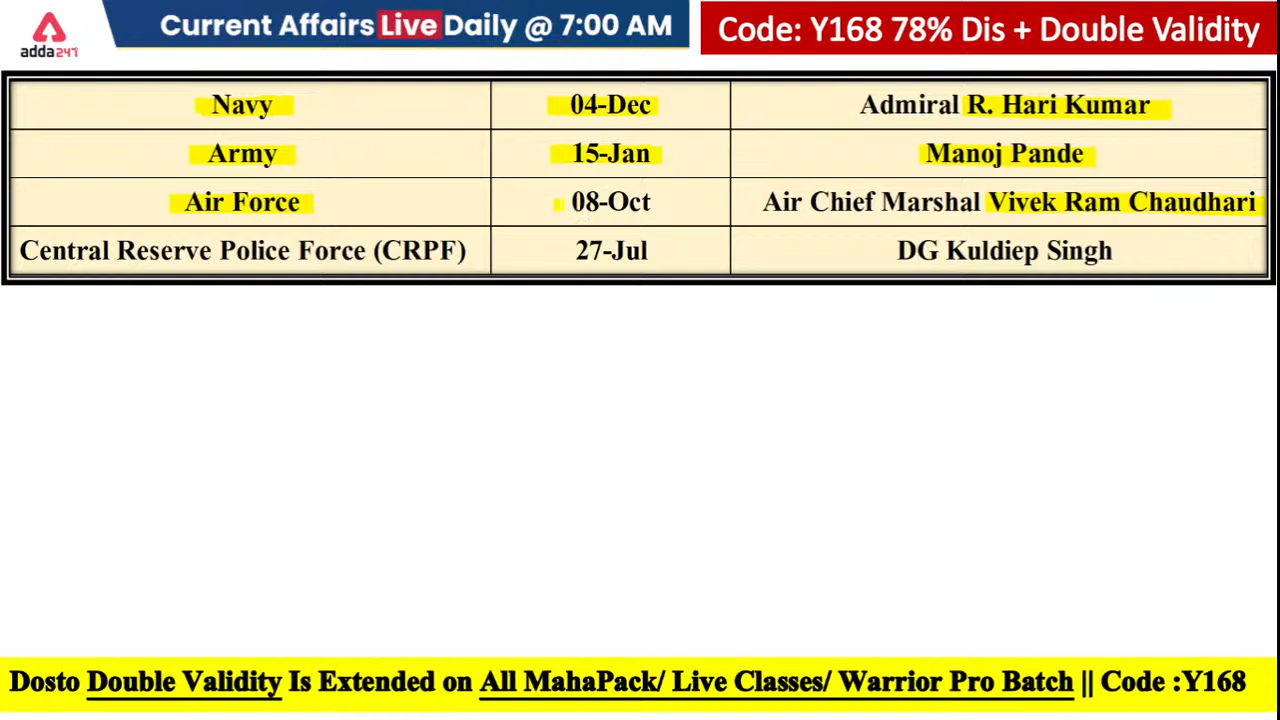 adda247
Current Affairs Live Daily @ 7:00 AM
Code: Y168 78% Dis + Double Validity
Navy 04-Dec Admiral R. Hari Kumar
Army 15-Jan Manoj Pande
Air Force 08-Oct Air Chief Marshal Vivek Ram Chaudhari
Central Reserve Police Force (CRPF) 27-Jul DG Kuldiep Singh
Dosto Double Validity Is Extended on All MahaPack/ Live Classes/ Warrior Pro Batch || Code :Y168